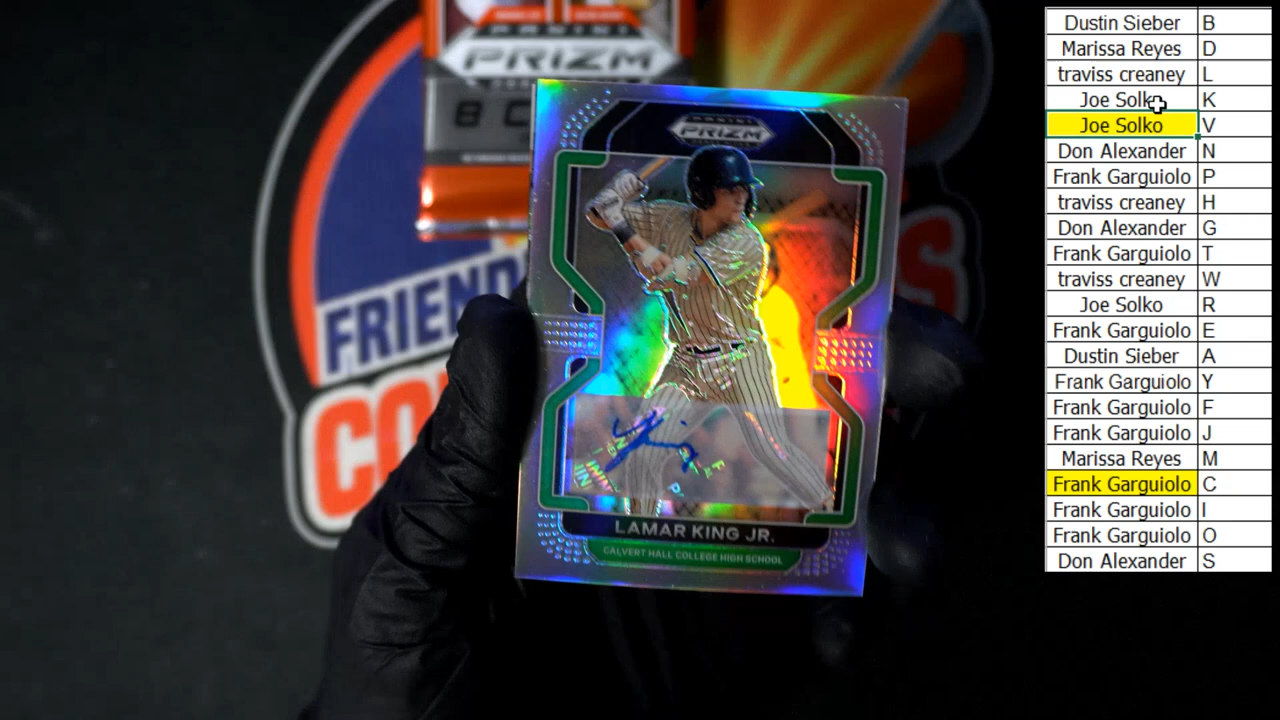 PANINI
PRIZM
8 C
FRIEND
CO
S
PANINI
PRIZM
LAMAR KING JR.
CALVERT HALL COLLEGE HIGH SCHOOL
Dustin Sieber B
Marissa Reyes D
traviss creaney L
Joe Solko K
Joe Solko V
Don Alexander N
Frank Garguiolo P
traviss creaney H
Don Alexander G
Frank Garguiolo T
traviss creaney W
Joe Solko R
Frank Garguiolo E
Dustin Sieber A
Frank Garguiolo Y
Frank Garguiolo F
Frank Garguiolo J
Marissa Reyes M
Frank Garguiolo C
Frank Garguiolo I
Frank Garguiolo O
Don Alexander S